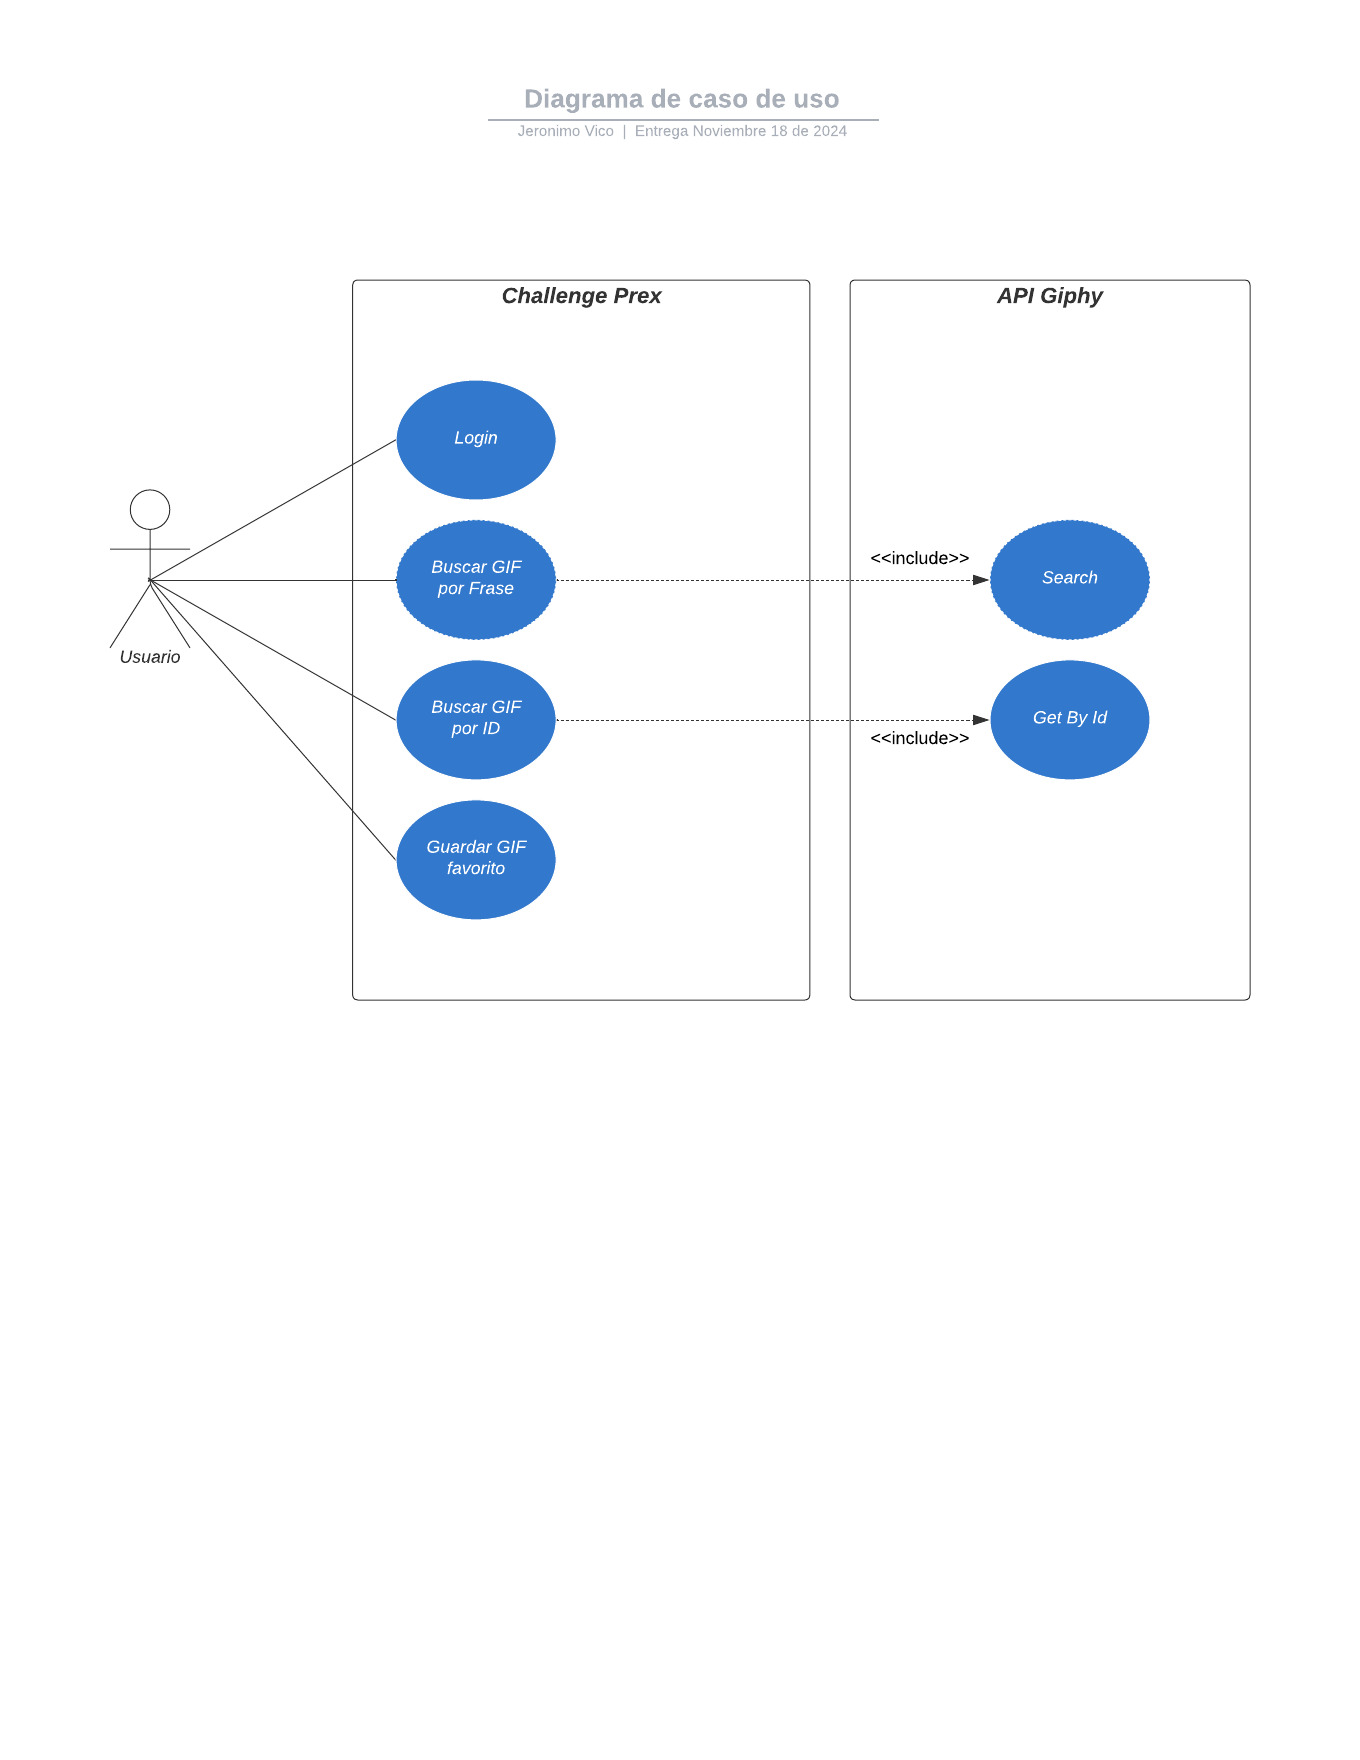 Diagrama de caso de uso
Jeronimo Vico | Entrega Noviembre 18 de 2024
Challenge Prex
API Giphy
Login
Buscar GIF
por Frase
<<include>>
Search
Usuario
Buscar GIF
por ID
<<include>>
Get By Id
Guardar GIF
favorito